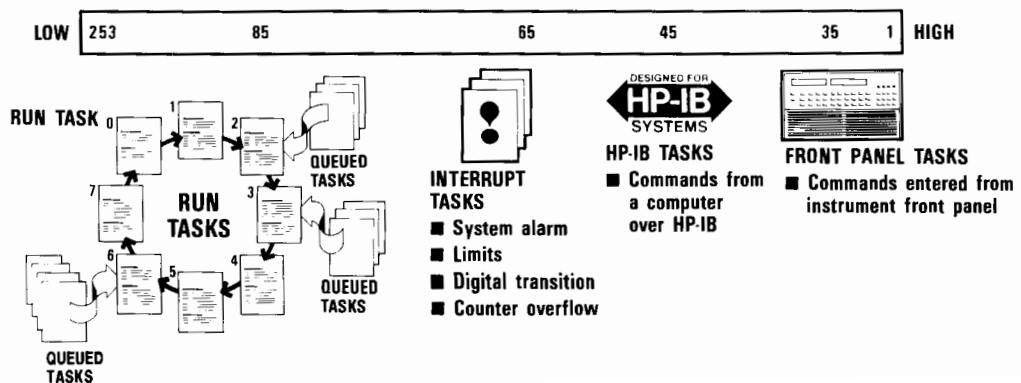 LOW 253 85 65 45 35 1 HIGH
RUN TASK 0
1
2
3
4
5
6
7
RUN
TASKS
QUEUED
TASKS
QUEUED
TASKS
QUEUED
TASKS
INTERRUPT
TASKS
■ System alarm
■ Limits
■ Digital transition
■ Counter overflow
DESIGNED FOR
HP-IB
SYSTEMS
HP-IB TASKS
■ Commands from
a computer
over HP-IB
FRONT PANEL TASKS
■ Commands entered from
instrument front panel